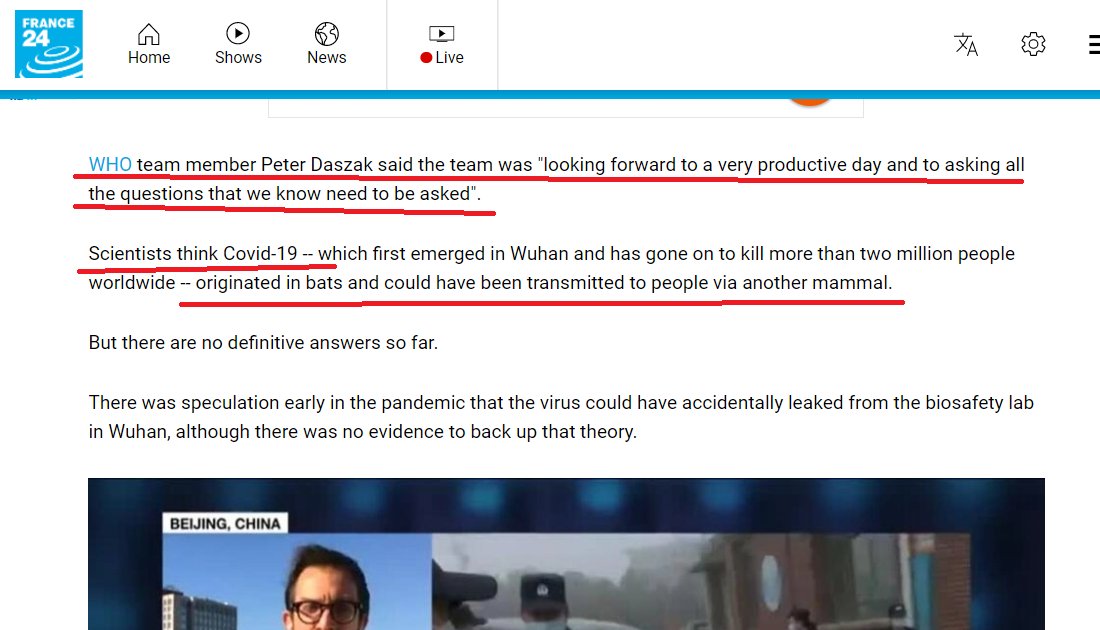 FRANCE
24
Home
Shows
News
Live
WHO team member Peter Daszak said the team was "looking forward to a very productive day and to asking all
the questions that we know need to be asked".
Scientists think Covid-19 -- which first emerged in Wuhan and has gone on to kill more than two million people
worldwide -- originated in bats and could have been transmitted to people via another mammal.
But there are no definitive answers so far.
There was speculation early in the pandemic that the virus could have accidentally leaked from the biosafety lab
in Wuhan, although there was no evidence to back up that theory.
BEIJING, CHINA